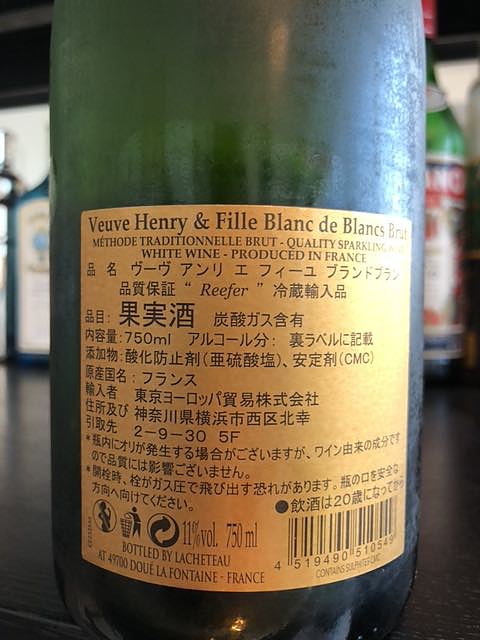 Veuve Henry & Fille Blanc de Blancs Brut
MÉTHODE TRADITIONNELLE BRUT - QUALITY SPARKLING
WHITE WINE - PRODUCED IN FRANCE
品 名 ヴーヴ アンリ エ フィーユ ブランドブラン
品質保証 “ Reefer ” 冷蔵輸入品
品目: 果実酒 炭酸ガス含有
内容量:750ml アルコール分: 裏ラベルに記載
添加物:酸化防止剤(亜硫酸塩)、安定剤(CMC)
原産国名:フランス
輸入者 東京ヨーロッパ貿易株式会社
住所及び 神奈川県横浜市西区北幸
引取先 2-9-30 5F
*瓶内にオリが発生する場合がございますが、ワイン由来の成分です
ので品質には影響ございません。
*開栓時、栓がガス圧で飛び出す恐れがあります。瓶の口を安全な
方向へ向けてください。
●飲酒は20歳になってから
11%vol. 750 ml
BOTTLED BY LACHETEAU
AT 49700 DOUÉ LA FONTAINE - FRANCE
4 519490 510545
CONTAINS SULPHITES CMC